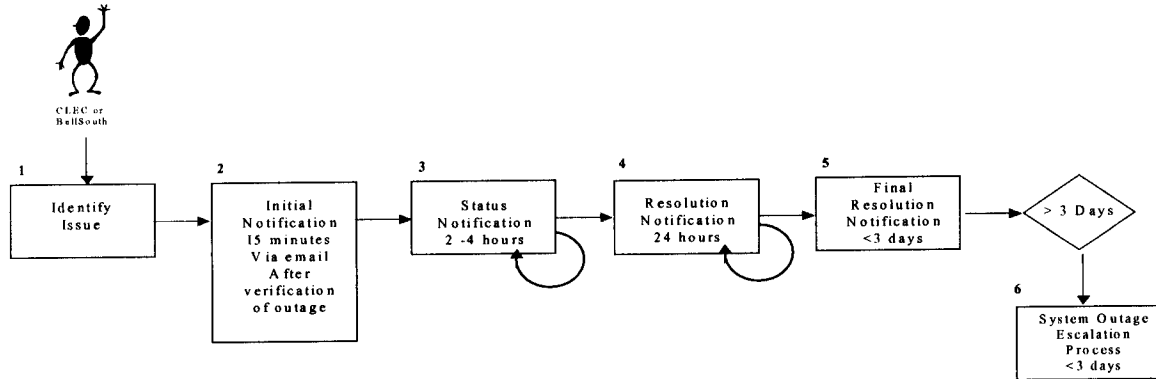 CLEC or
BellSouth
1
Identify
Issue
2
Initial
Notification
15 minutes
Via email
After
verification
of outage
3
Status
Notification
2 -4 hours
4
Resolution
Notification
24 hours
5
Final
Resolution
Notification
<3 days
> 3 Days
6
System Outage
Escalation
Process
<3 days